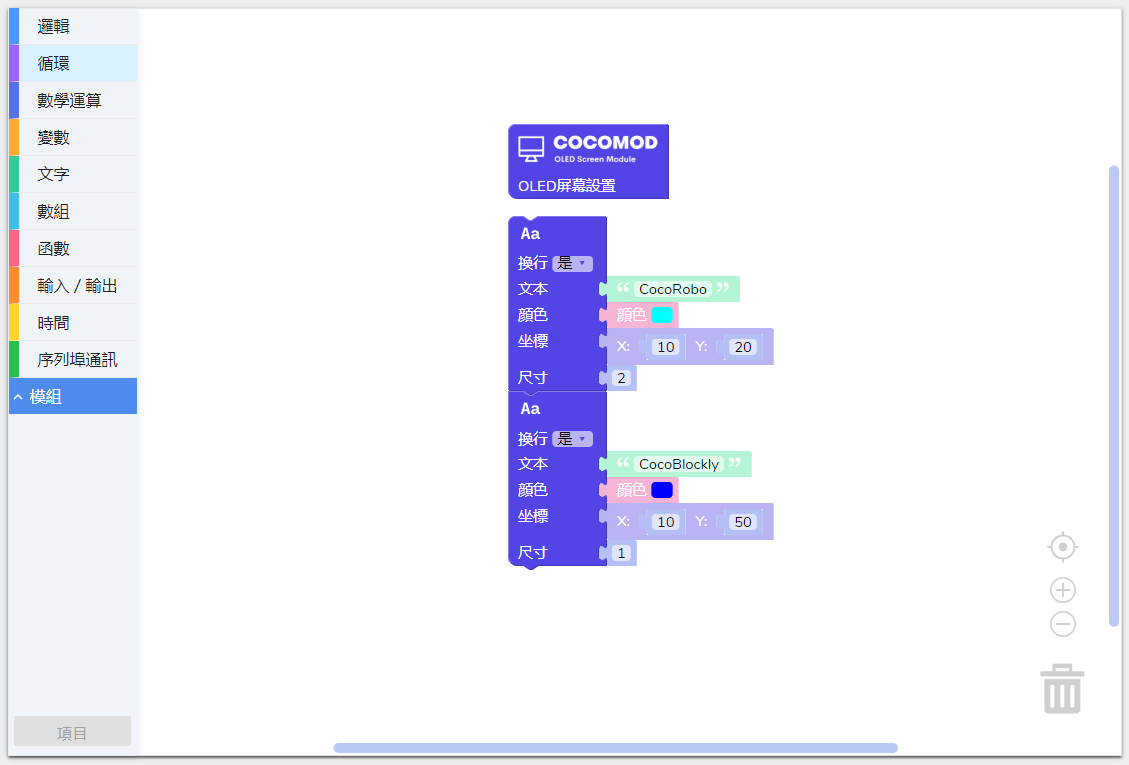 邏輯
循環
數學運算
變數
文字
數組
函數
輸入 / 輸出
時間
序列埠通訊
模組
項目
COCOMOD
OLED Screen Module
OLED屏幕設置
Aa
換行 是
文本 “ CocoRobo ”
顏色 顏色
坐標 X: 10 Y: 20
尺寸 2
Aa
換行 是
文本 “ CocoBlockly ”
顏色 顏色
坐標 X: 10 Y: 50
尺寸 1